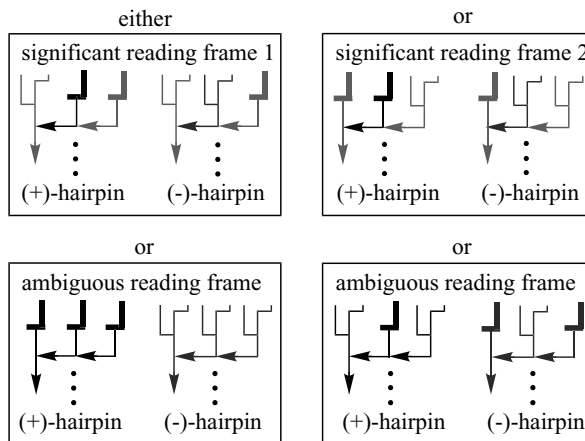 either
or
significant reading frame 1
significant reading frame 2
(+)-hairpin
(-)-hairpin
(+)-hairpin
(-)-hairpin
or
or
ambiguous reading frame
ambiguous reading frame
(+)-hairpin
(-)-hairpin
(+)-hairpin
(-)-hairpin